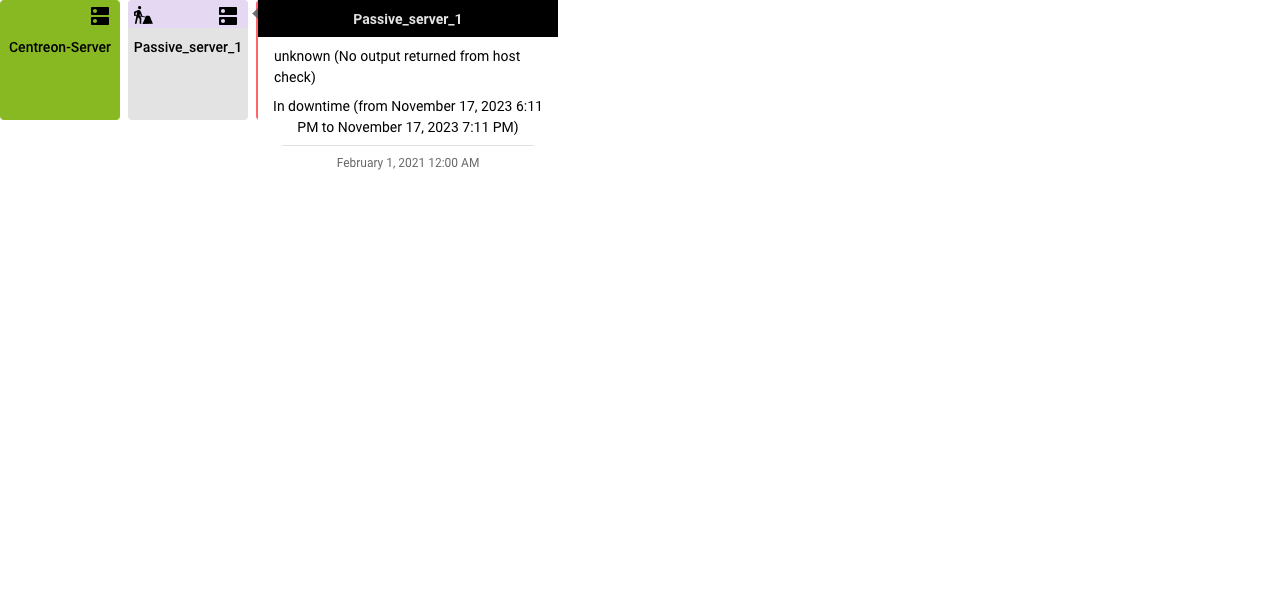 Centreon-Server
Passive_server_1
Passive_server_1
unknown (No output returned from host
check)
In downtime (from November 17, 2023 6:11
PM to November 17, 2023 7:11 PM)
February 1, 2021 12:00 AM